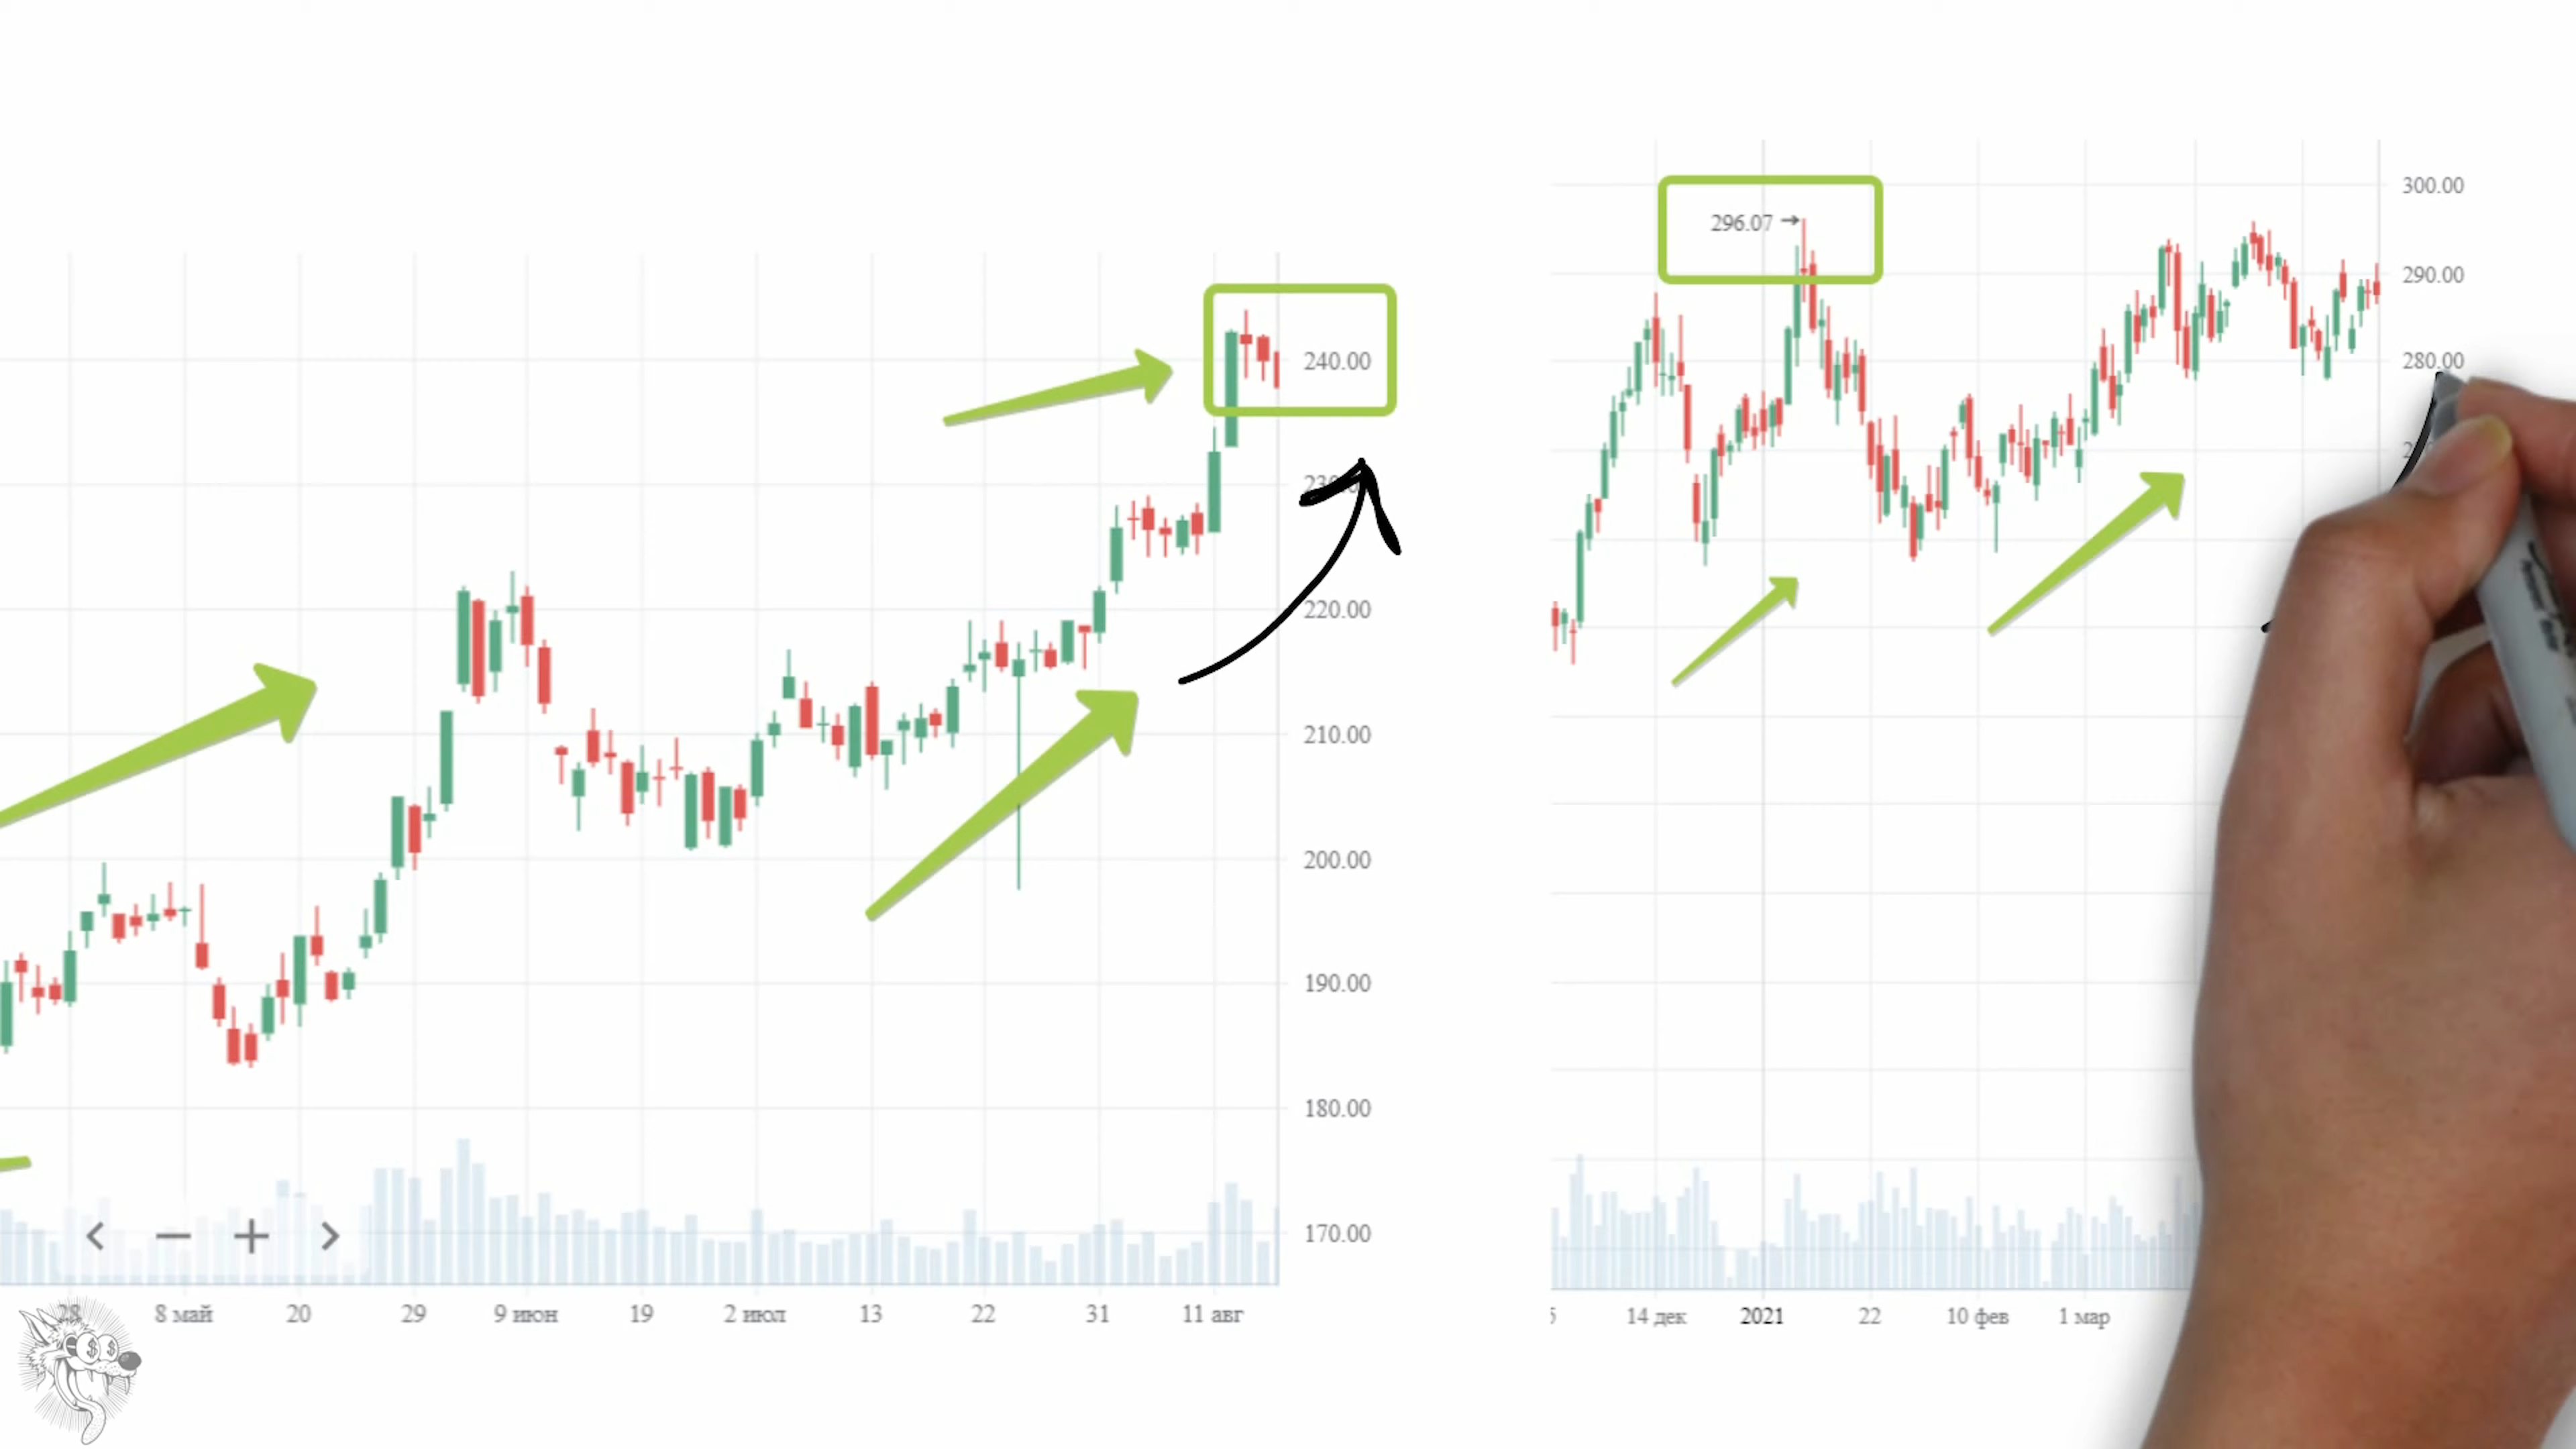 240.00
220.00
210.00
200.00
190.00
180.00
170.00
28
8 май
20
29
9 июн
19
2 июл
13
22
31
11 авг
296.07
300.00
290.00
280.00
14 дек
2021
22
10 фев
1 мар